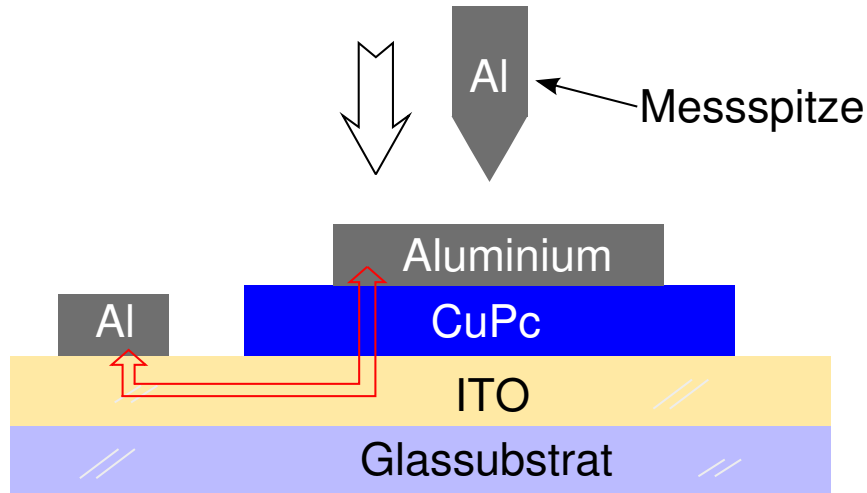 Al
Messspitze
Aluminium
Al
CuPc
ITO
Glassubstrat